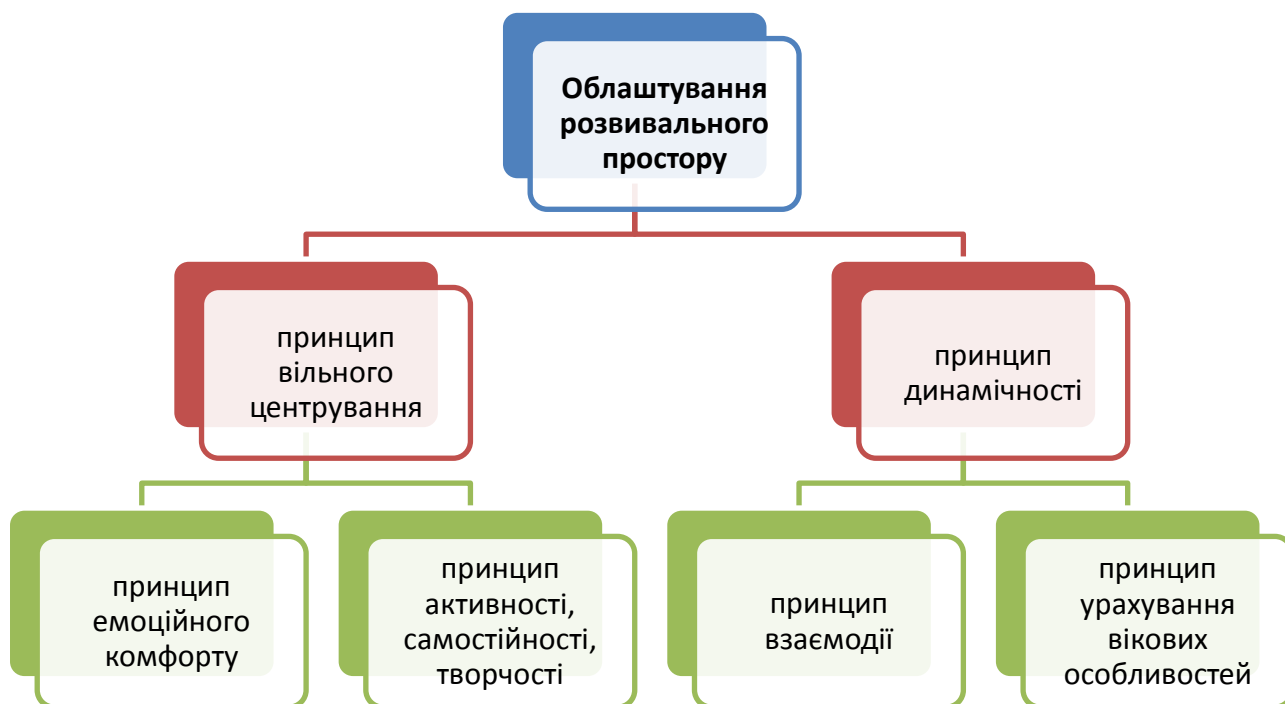 Облаштування
розвивального
простору
принцип
вільного
центрування
принцип
динамічності
принцип
емоційного
комфорту
принцип
активності,
самостійності,
творчості
принцип
взаємодії
принцип
урахування
вікових
особливостей